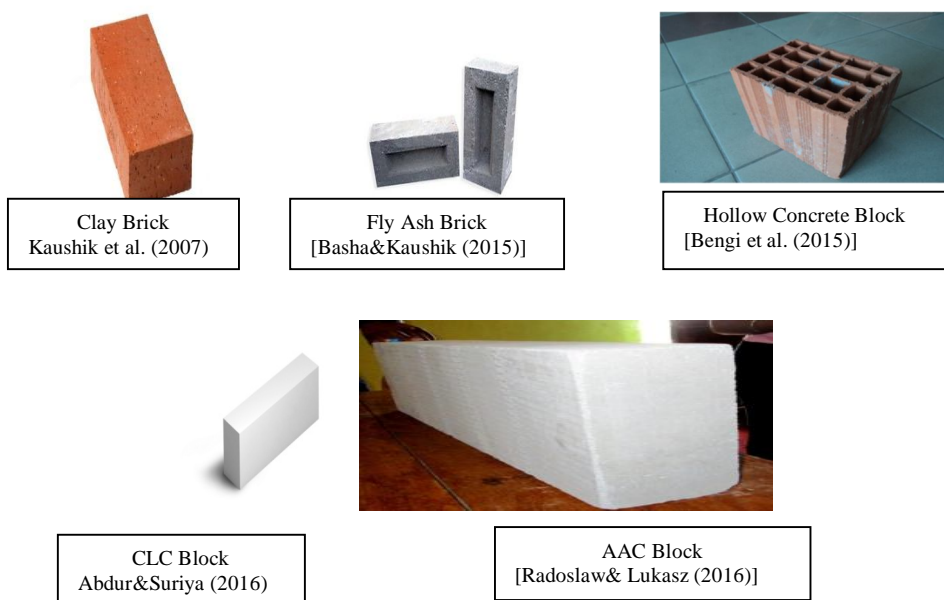 Clay Brick
Kaushik et al. (2007)
Fly Ash Brick
[Basha&Kaushik (2015)]
Hollow Concrete Block
[Bengi et al. (2015)]
CLC Block
Abdur&Suriya (2016)
AAC Block
[Radoslaw& Lukasz (2016)]